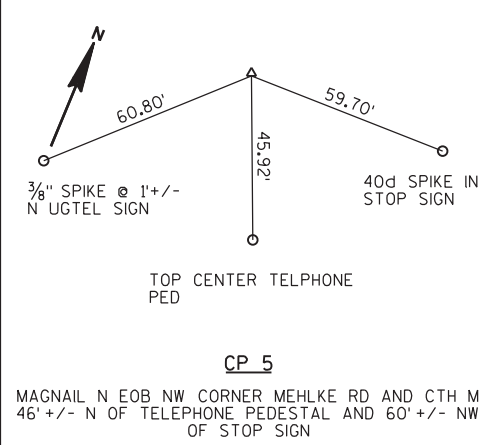 N
60.80'
59.70'
45.92'
⅜" SPIKE @ 1'+/-
N UGTEL SIGN
40d SPIKE IN
STOP SIGN
TOP CENTER TELPHONE
PED
CP 5
MAGNAIL N EOB NW CORNER MEHLKE RD AND CTH M
46'+/- N OF TELEPHONE PEDESTAL AND 60'+/- NW
OF STOP SIGN